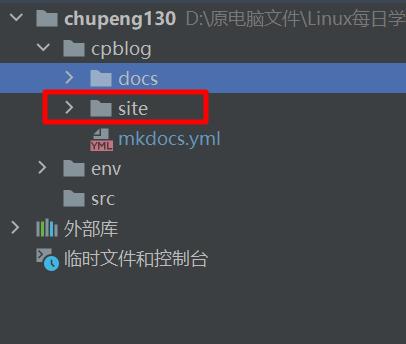 chupeng130 D:\原电脑文件\Linux每日学
cpblog
docs
site
YML mkdocs.yml
env
src
外部库
临时文件和控制台